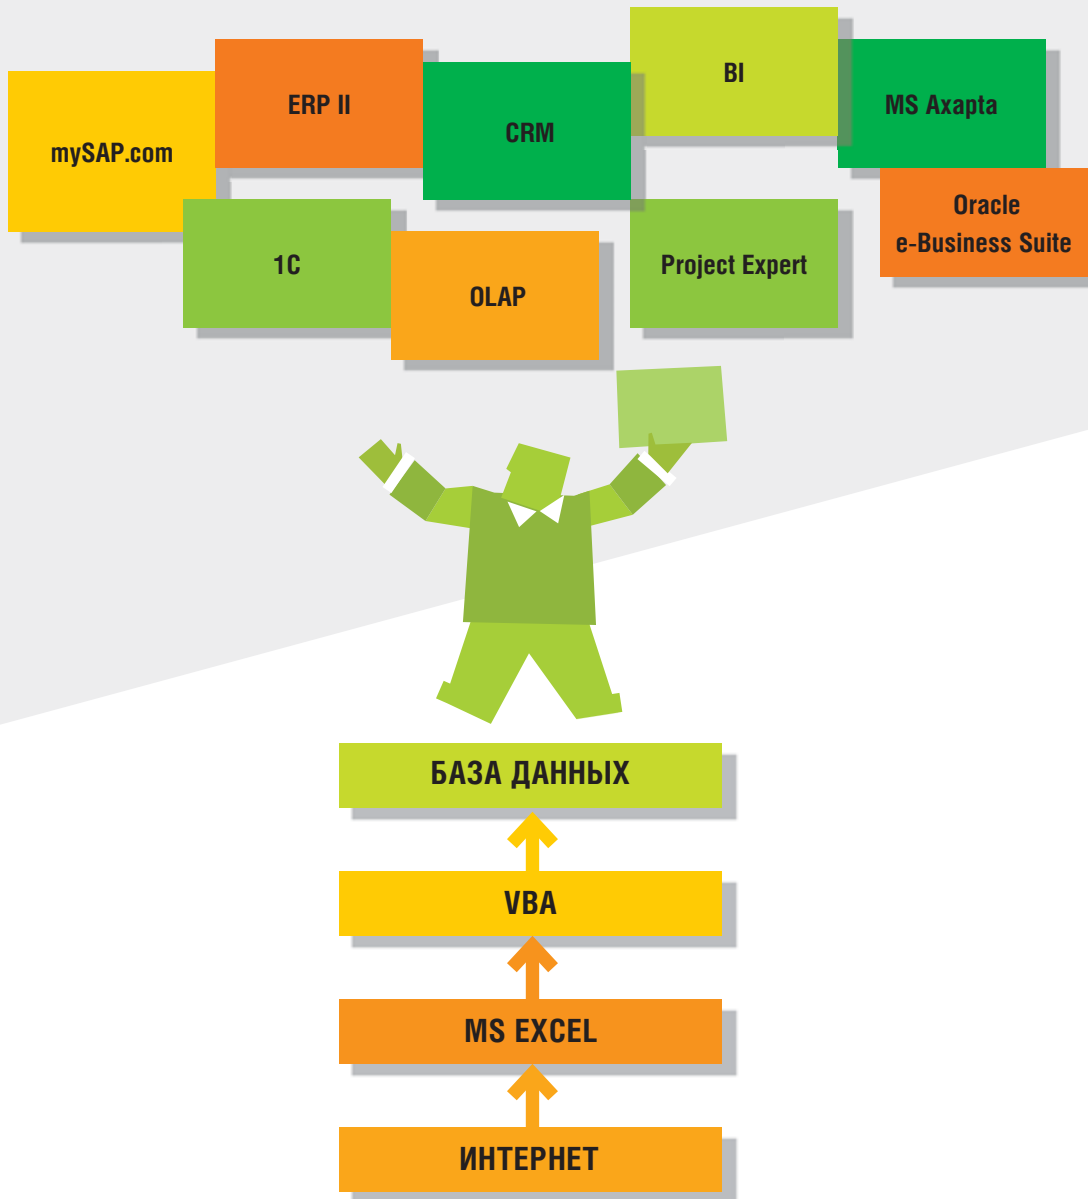 mySAP.com
ERP II
CRM
BI
MS Axapta
1C
OLAP
Project Expert
Oracle
e-Business Suite
БАЗА ДАННЫХ
VBA
MS EXCEL
ИНТЕРНЕТ